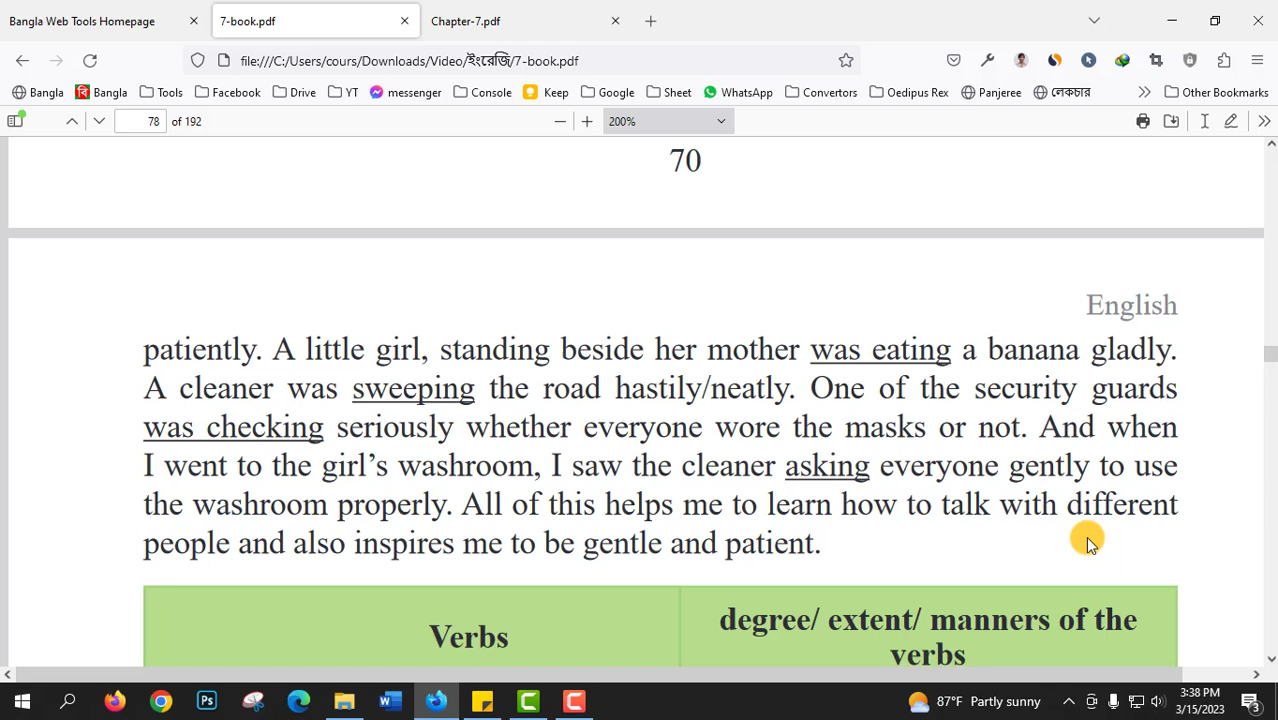 Bangla Web Tools Homepage
7-book.pdf
Chapter-7.pdf
file:///C:/Users/cours/Downloads/Video/ইংরেজি/7-book.pdf
Bangla
বি Bangla
Tools
Facebook
Drive
YT
messenger
Console
Keep
Google
Sheet
WhatsApp
Convertors
Oedipus Rex
Panjeree
লেকচার
Other Bookmarks
78 of 192
200%
70
English
patiently. A little girl, standing beside her mother was eating a banana gladly.
A cleaner was sweeping the road hastily/neatly. One of the security guards
was checking seriously whether everyone wore the masks or not. And when
I went to the girl’s washroom, I saw the cleaner asking everyone gently to use
the washroom properly. All of this helps me to learn how to talk with different
people and also inspires me to be gentle and patient.
Verbs
degree/ extent/ manners of the
verbs
Ps
W
C
C
87°F Partly sunny
3:38 PM
3/15/2023
3